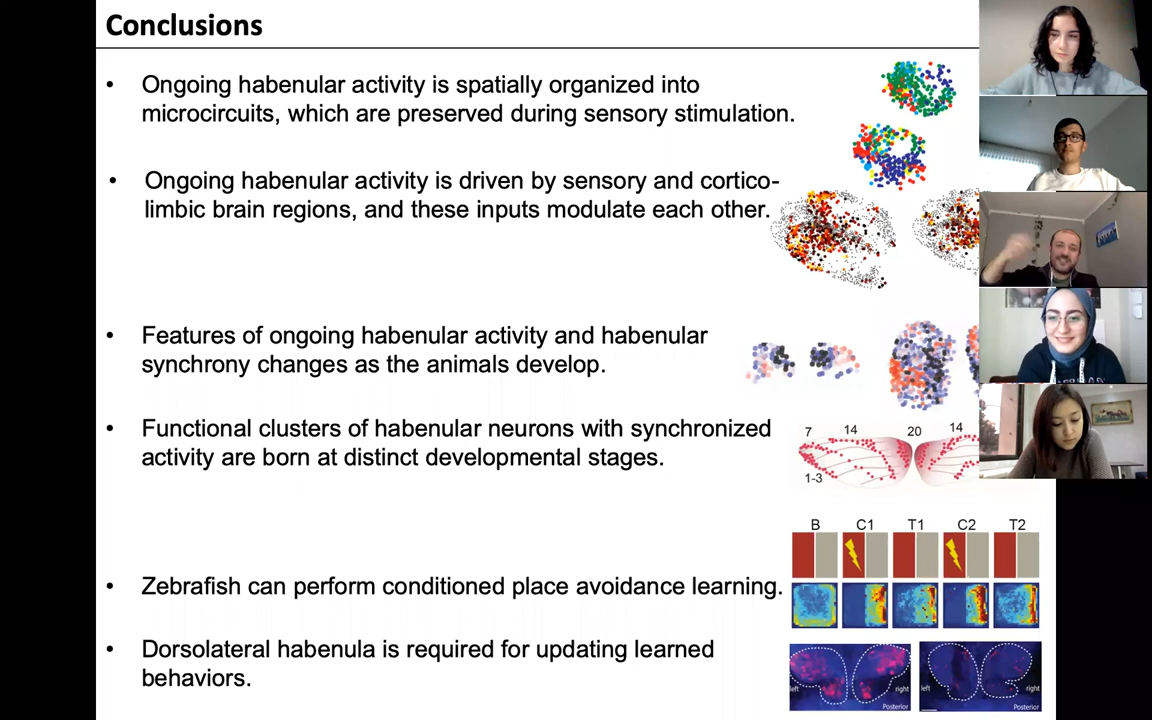 Conclusions
• Ongoing habenular activity is spatially organized into
microcircuits, which are preserved during sensory stimulation.
• Ongoing habenular activity is driven by sensory and cortico-
limbic brain regions, and these inputs modulate each other.
• Features of ongoing habenular activity and habenular
synchrony changes as the animals develop.
• Functional clusters of habenular neurons with synchronized
activity are born at distinct developmental stages.
7 14 20 14
1-3
B C1 T1 C2 T2
• Zebrafish can perform conditioned place avoidance learning.
• Dorsolateral habenula is required for updating learned
behaviors.
left right left right
Posterior Posterior